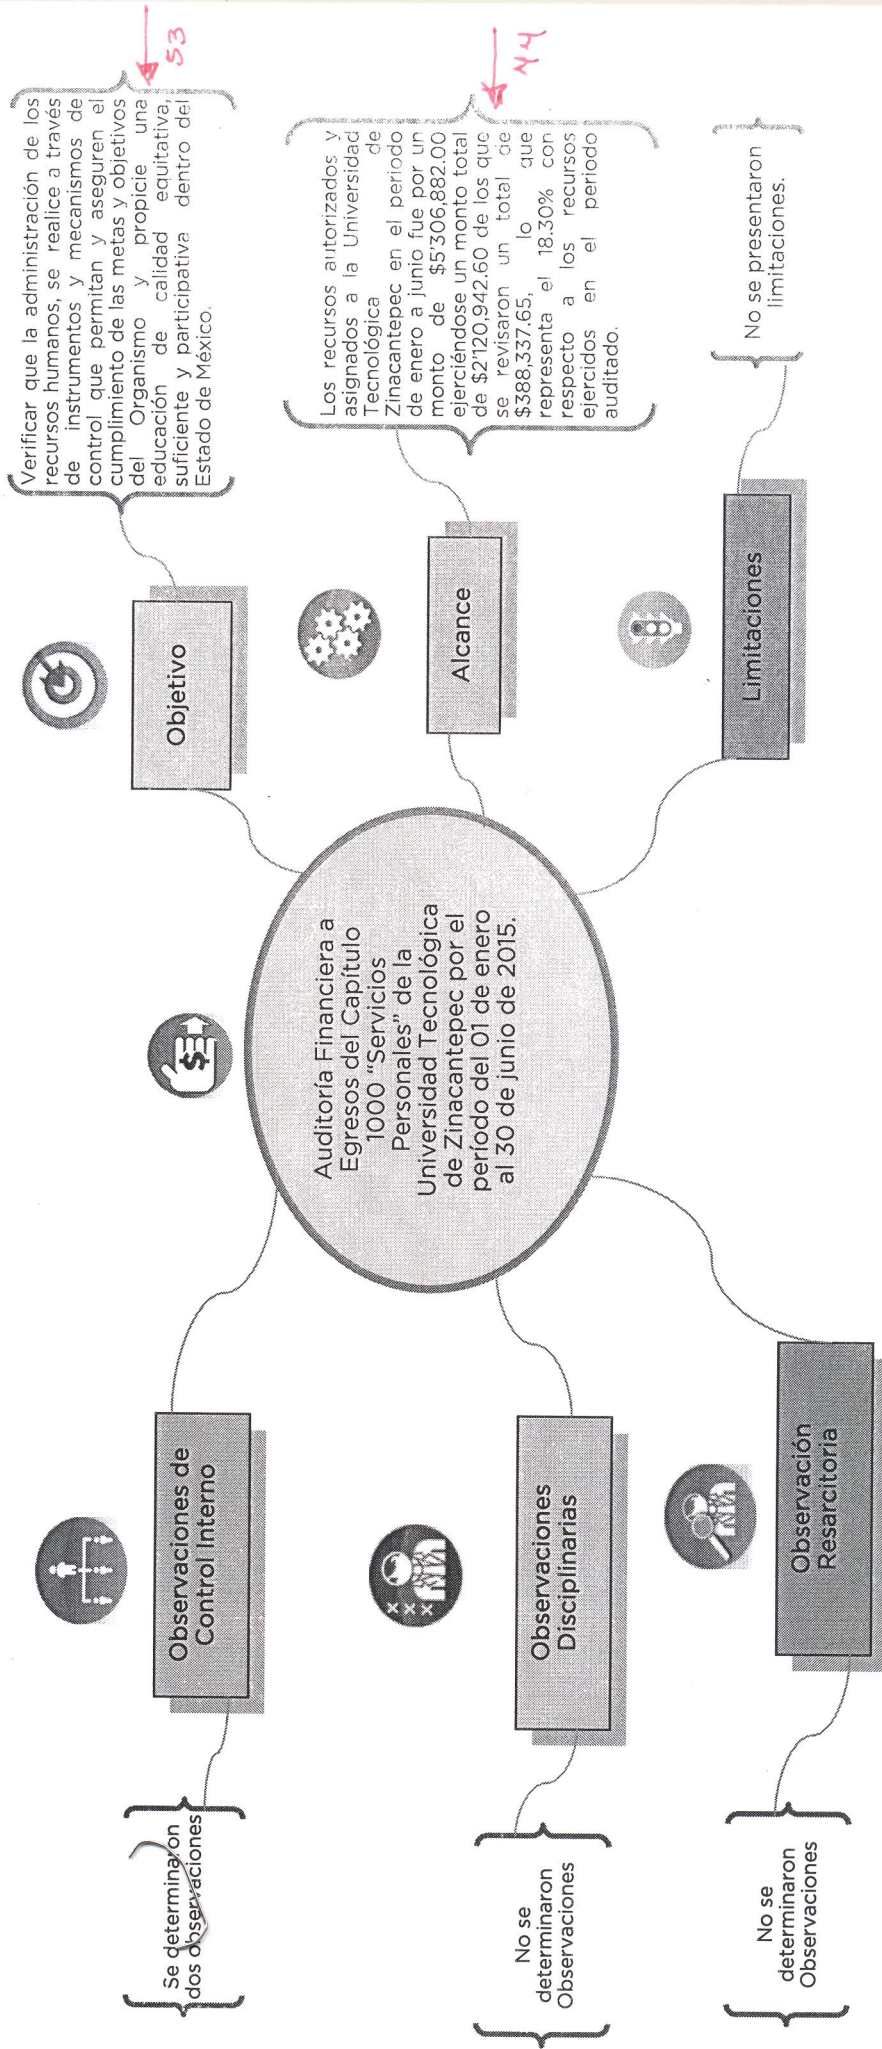 Se determinaron
dos observaciones
Observaciones de
Control Interno
No se
determinaron
Observaciones
Observaciones
Disciplinarias
No se
determinaron
Observaciones
Observación
Resarcitoria
Auditoría Financiera a
Egresos del Capítulo
1000 “Servicios
Personales” de la
Universidad Tecnológica
de Zinacantepec por el
período del 01 de enero
al 30 de junio de 2015.
Objetivo
Verificar que la administración de los
recursos humanos, se realice a través
de instrumentos y mecanismos de
control que permitan y aseguren el
cumplimiento de las metas y objetivos
del Organismo y propicie una
educación de calidad equitativa,
suficiente y participativa dentro del
Estado de México.
53
Alcance
Los recursos autorizados y
asignados a la Universidad
Tecnológica de
Zinacantepec en el periodo
de enero a junio fue por un
monto de $5'306,882.00
ejerciéndose un monto total
de $2'120,942.60 de los que
se revisaron un total de
$388,337.65, lo que
representa el 18.30% con
respecto a los recursos
ejercidos en el periodo
auditado.
44
Limitaciones
No se presentaron
limitaciones.